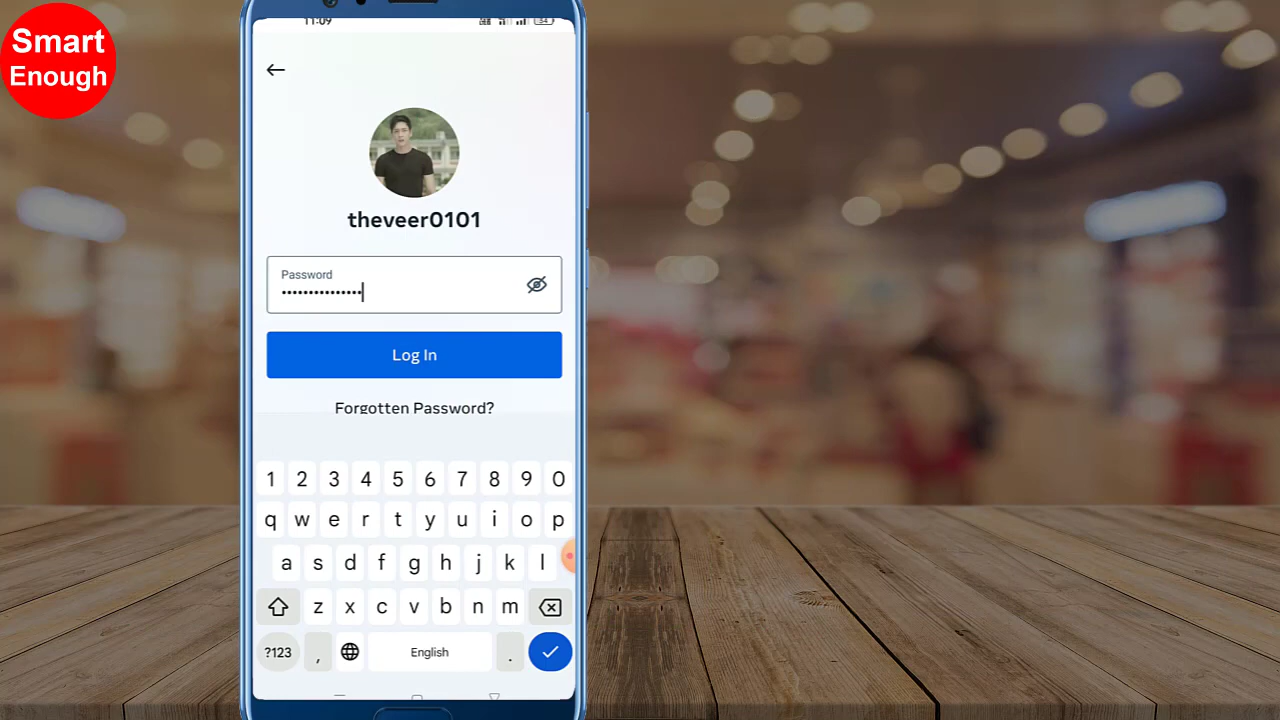 Smart
Enough
11:09
54
theveer0101
Password
•••••••••••••••
Log In
Forgotten Password?
1 2 3 4 5 6 7 8 9 0
q w e r t y u i o p
a s d f g h j k l
z x c v b n m
?123 , English .